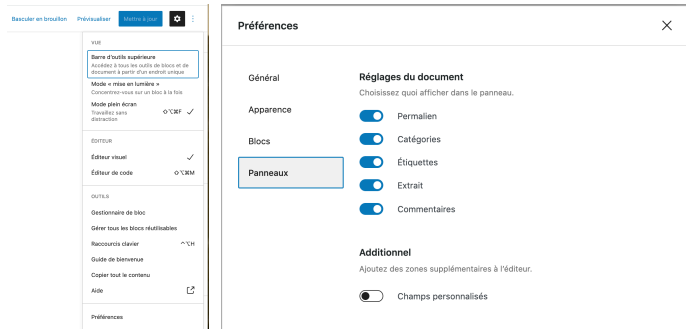 Basculer en brouillon Prévisualiser Mettre à jour
VUE
Barre d'outils supérieure
Accédez à tous les outils de blocs et de
document à partir d'un endroit unique
Mode « mise en lumière »
Concentrez-vous sur un bloc à la fois
Mode plein écran
Travaillez sans
distraction
⇧⌥⌘F
ÉDITEUR
Éditeur visuel
Éditeur de code ⇧⌥⌘M
OUTILS
Gestionnaire de bloc
Gérer tous les blocs réutilisables
Raccourcis clavier ^⌥H
Guide de bienvenue
Copier tout le contenu
Aide
Préférences
Préférences
Général
Apparence
Blocs
Panneaux
Réglages du document
Choisissez quoi afficher dans le panneau.
Permalien
Catégories
Étiquettes
Extrait
Commentaires
Additionnel
Ajoutez des zones supplémentaires à l'éditeur.
Champs personnalisés